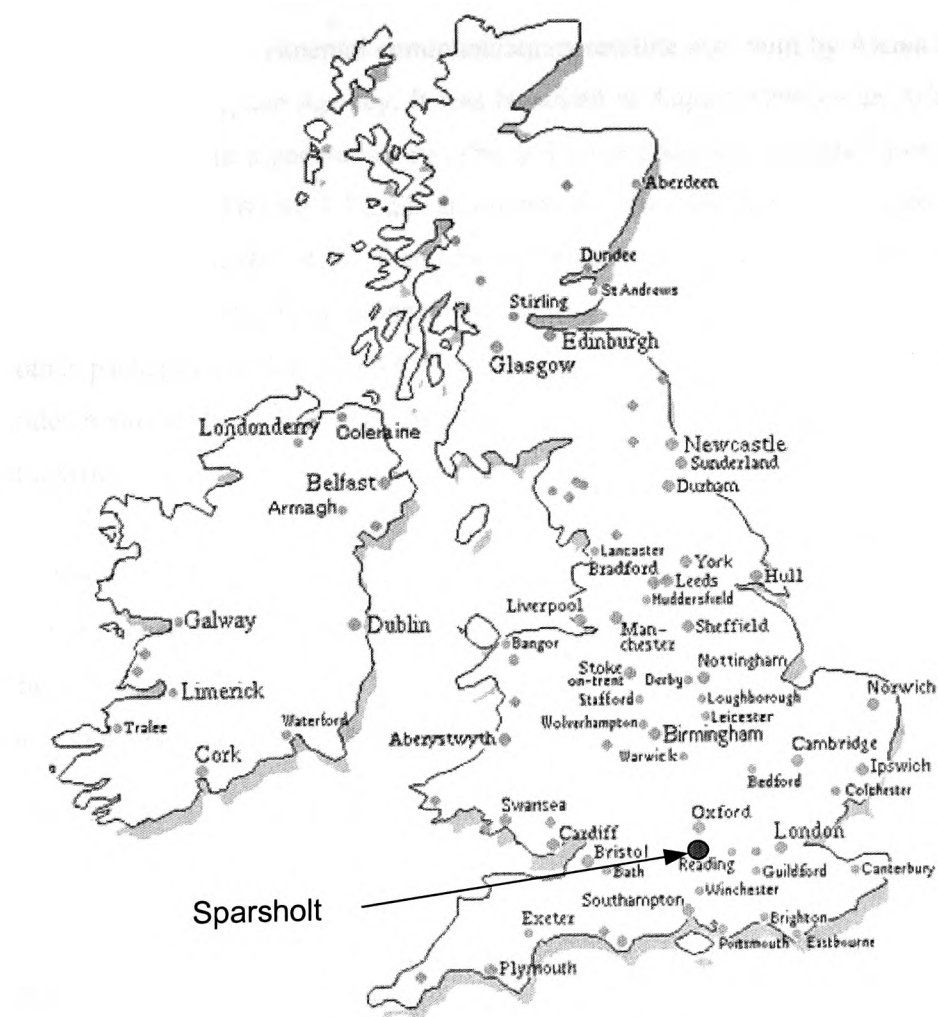 Aberdeen
Dundee
St Andrews
Stirling
Edinburgh
Glasgow
Londonderry
Coleraine
Newcastle
Sunderland
Belfast
Durham
Armagh
Lancaster
York
Bradford
Leeds
Hull
Huddersfield
Liverpool
Galway
Dublin
Man-
chester
Sheffield
Bangor
Nottingham
Stoke
on-trent
Derby
Limerick
Stafford
Loughborough
Norwich
Leicester
Tralee
Waterford
Wolverhampton
Birmingham
Aberystwyth
Warwick
Cambridge
Cork
Bedford
Ipswich
Colchester
Swansea
Oxford
Cardiff
London
Bristol
Reading
Bath
Guildford
Canterbury
Winchester
Sparsholt
Southampton
Exeter
Brighton
Portsmouth
Eastbourne
Plymouth